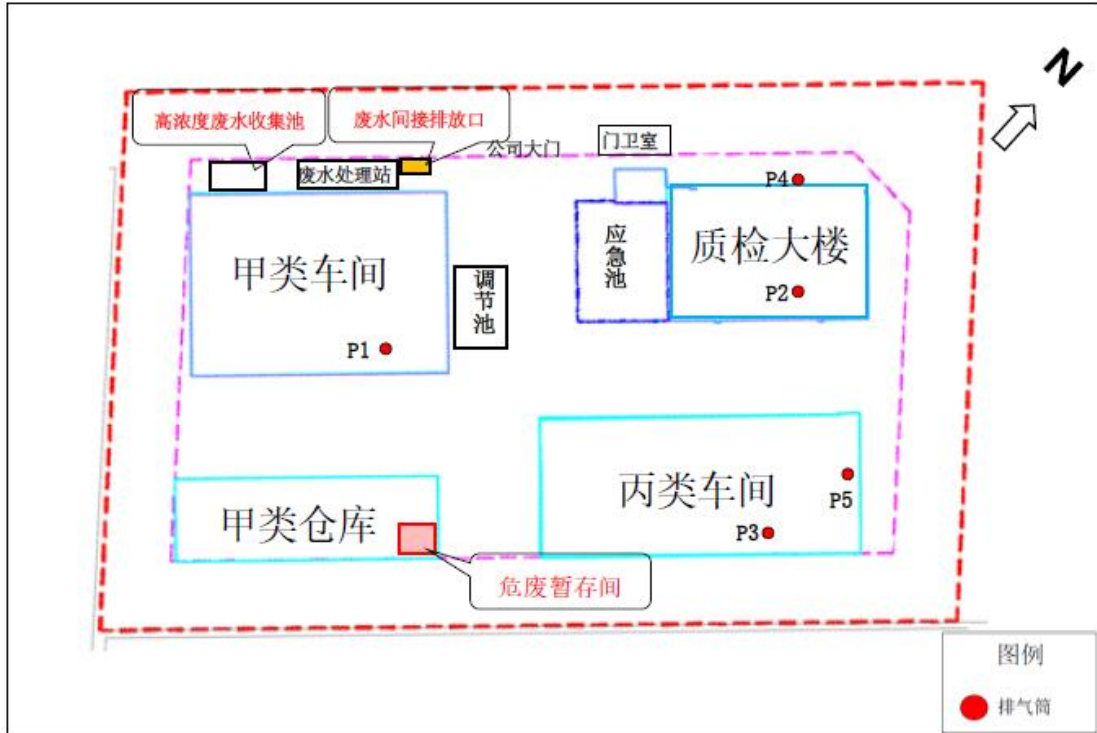 N
高浓度废水收集池
废水间接排放口
公司大门
门卫室
废水处理站
P4
甲类车间
调节池
应急池
质检大楼
P2
P1
丙类车间
P5
甲类仓库
P3
危废暂存间
图例
排气筒